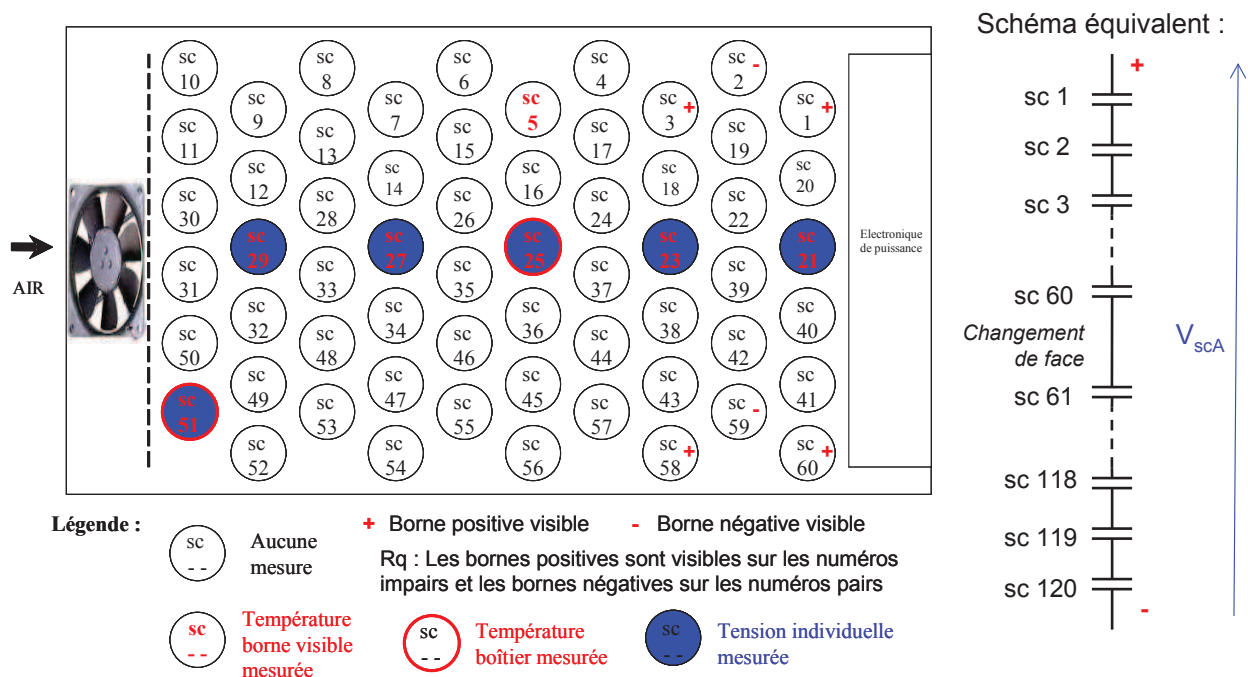 Schéma équivalent :
sc 10
sc 8
sc 6
sc 4
sc 2 -
sc 9
sc 7
sc 5
sc 3 +
sc 1 +
sc 11
sc 13
sc 15
sc 17
sc 19
sc 12
sc 14
sc 16
sc 18
sc 20
sc 30
sc 28
sc 26
sc 24
sc 22
sc 29
sc 27
sc 25
sc 23
sc 21
Electronique
de puissance
AIR
sc 31
sc 33
sc 35
sc 37
sc 39
sc 32
sc 34
sc 36
sc 38
sc 40
sc 50
sc 48
sc 46
sc 44
sc 42
sc 49
sc 47
sc 45
sc 43
sc 41
sc 51
sc 53
sc 55
sc 57
sc 59 -
sc 52
sc 54
sc 56
sc 58 +
sc 60 +
+
sc 1
sc 2
sc 3
sc 60
Changement
de face
sc 61
sc 118
sc 119
sc 120
-
VscA
Légende :
sc - -
Aucune
mesure
+ Borne positive visible
- Borne négative visible
Rq : Les bornes positives sont visibles sur les numéros
impairs et les bornes négatives sur les numéros pairs
sc - -
Température
borne visible
mesurée
sc - -
Température
boîtier mesurée
sc - -
Tension individuelle
mesurée